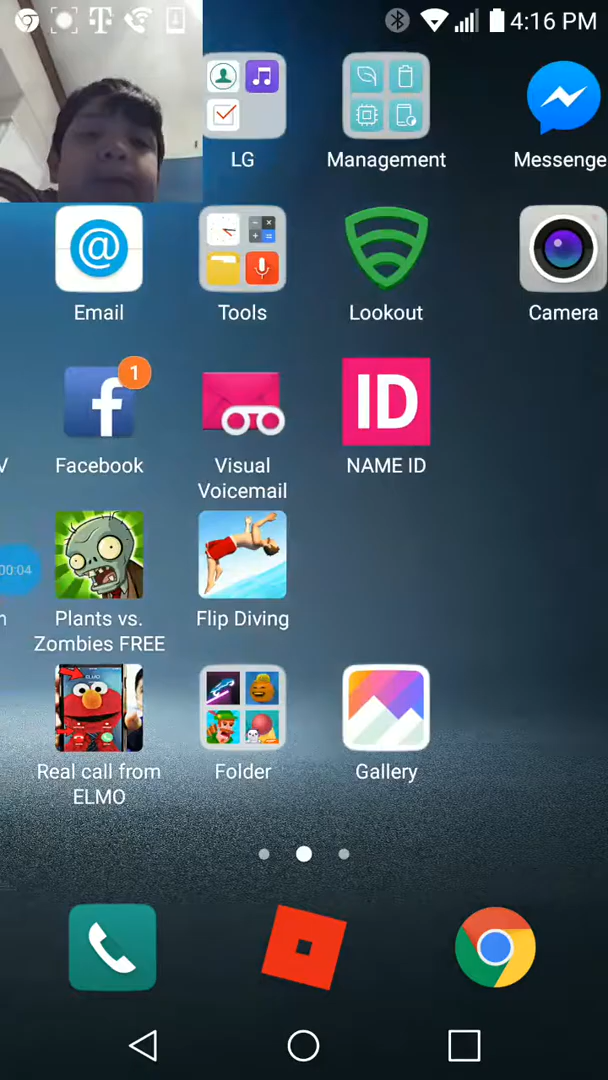 4:16 PM
LG
Management
Messenge
Email
Tools
Lookout
Camera
1
ID
V
Facebook
Visual
Voicemail
NAME ID
00:04
Plants vs.
Zombies FREE
Flip Diving
Real call from
ELMO
Folder
Gallery